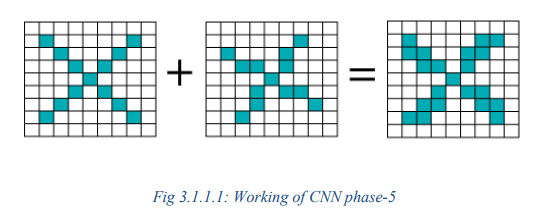 + =
Fig 3.1.1.1: Working of CNN phase-5